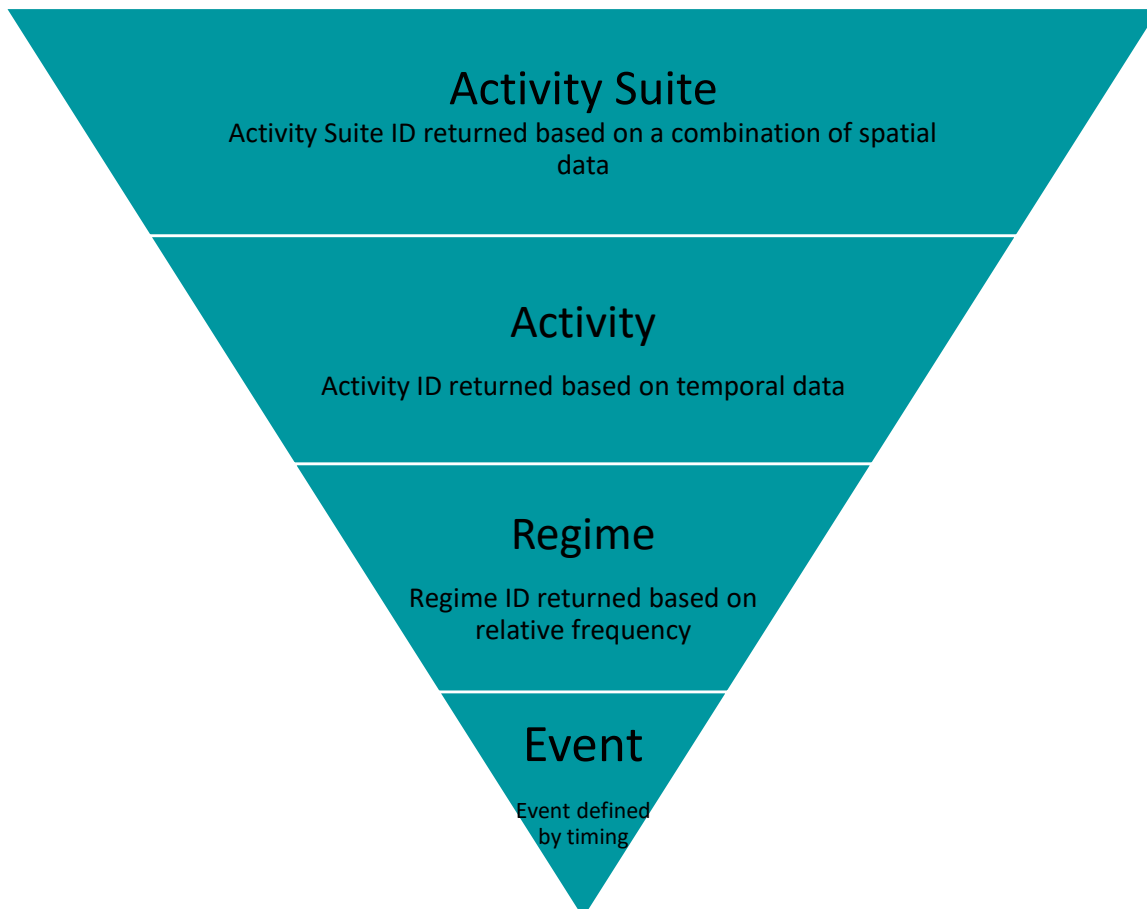 Activity Suite
Activity Suite ID returned based on a combination of spatial
data
Activity
Activity ID returned based on temporal data
Regime
Regime ID returned based on
relative frequency
Event
Event defined
by timing